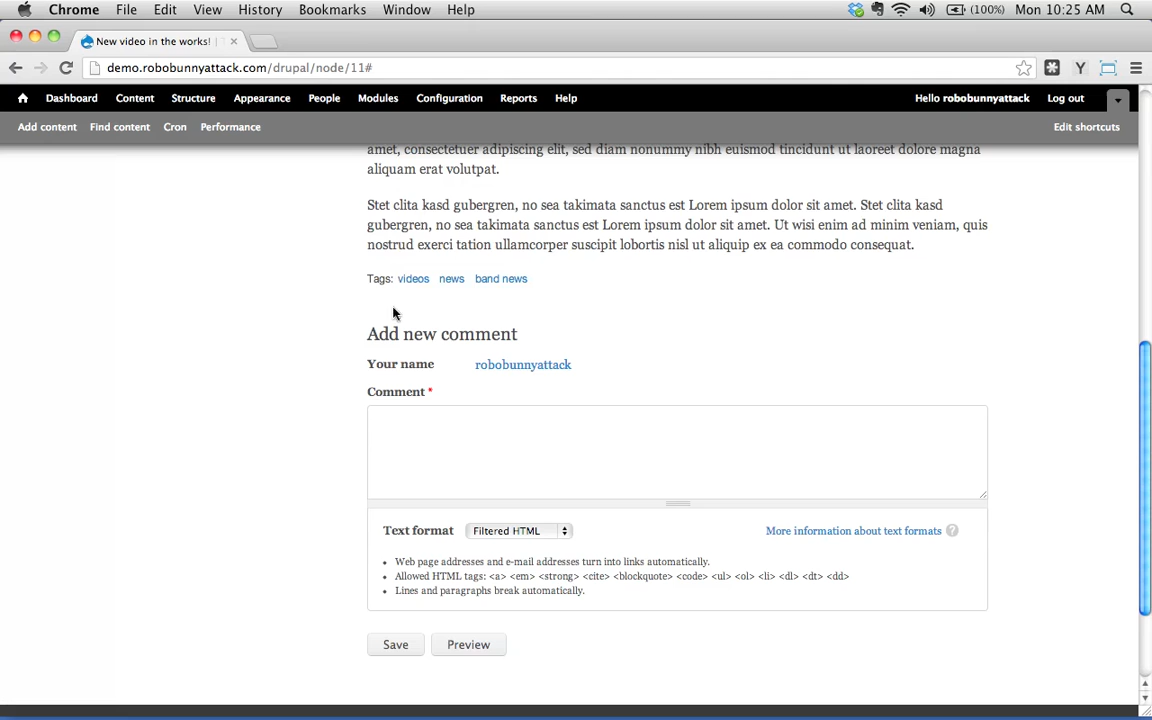 Chrome File Edit View History Bookmarks Window Help (100%) Mon 10:25 AM
New video in the works! |
demo.robobunnyattack.com/drupal/node/11#
Dashboard Content Structure Appearance People Modules Configuration Reports Help Hello robobunnyattack Log out
Add content Find content Cron Performance Edit shortcuts
amet, consectetuer adipiscing elit, sed diam nonummy nibh euismod tincidunt ut laoreet dolore magna
aliquam erat volutpat.
Stet clita kasd gubergren, no sea takimata sanctus est Lorem ipsum dolor sit amet. Stet clita kasd
gubergren, no sea takimata sanctus est Lorem ipsum dolor sit amet. Ut wisi enim ad minim veniam, quis
nostrud exerci tation ullamcorper suscipit lobortis nisl ut aliquip ex ea commodo consequat.
Tags: videos news band news
Add new comment
Your name robobunnyattack
Comment *
Text format Filtered HTML More information about text formats ?
Web page addresses and e-mail addresses turn into links automatically.
Allowed HTML tags: <a> <em> <strong> <cite> <blockquote> <code> <ul> <ol> <li> <dl> <dt> <dd>
Lines and paragraphs break automatically.
Save Preview